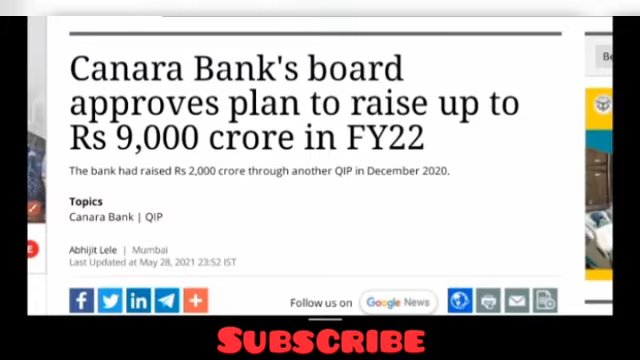 Canara Bank's board
approves plan to raise up to
Rs 9,000 crore in FY22
The bank had raised Rs 2,000 crore through another QIP in December 2020.
Topics
Canara Bank | QIP
Abhijit Lele | Mumbai
Last Updated at May 28, 2021 23:52 IST
Follow us on Google News
SUBSCRIBE